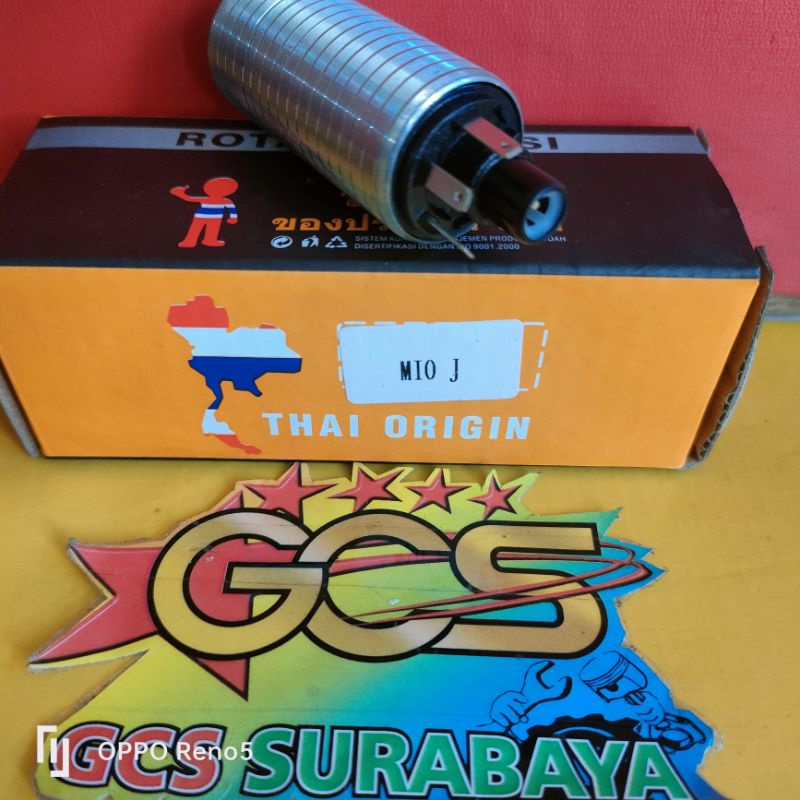 ROTA SI
ของป
SISTEM
DISERTIFIKASI DENGAN ISO 9001.2000
MIO J
THAI ORIGIN
GCS
GCS SURABAYA
OPPO Reno5